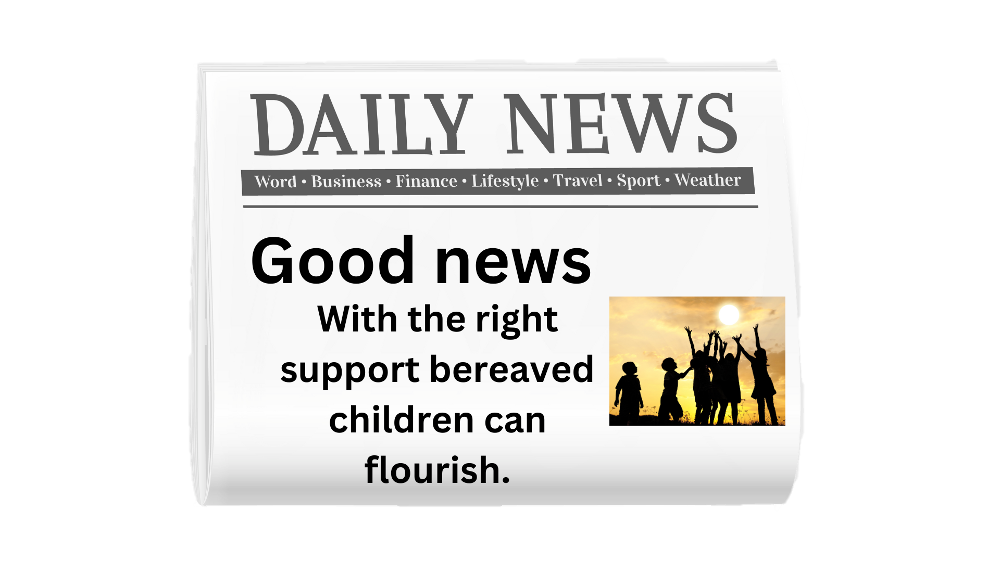 DAILY NEWS
Word • Business • Finance • Lifestyle • Travel • Sport • Weather
Good news
With the right
support bereaved
children can
flourish.